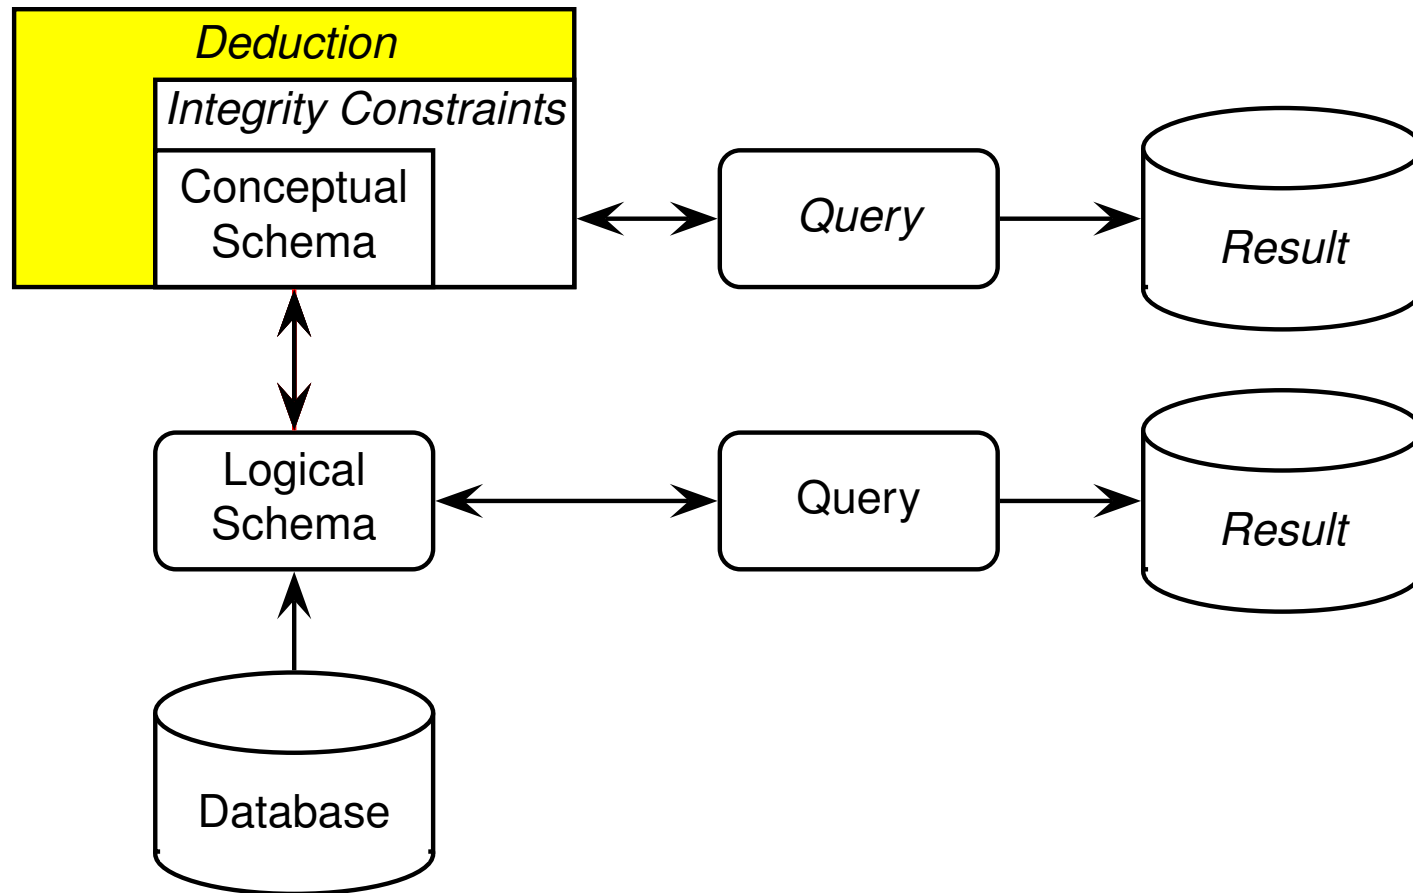 Deduction
Integrity Constraints
Conceptual
Schema
Query
Result
Logical
Schema
Query
Result
Database